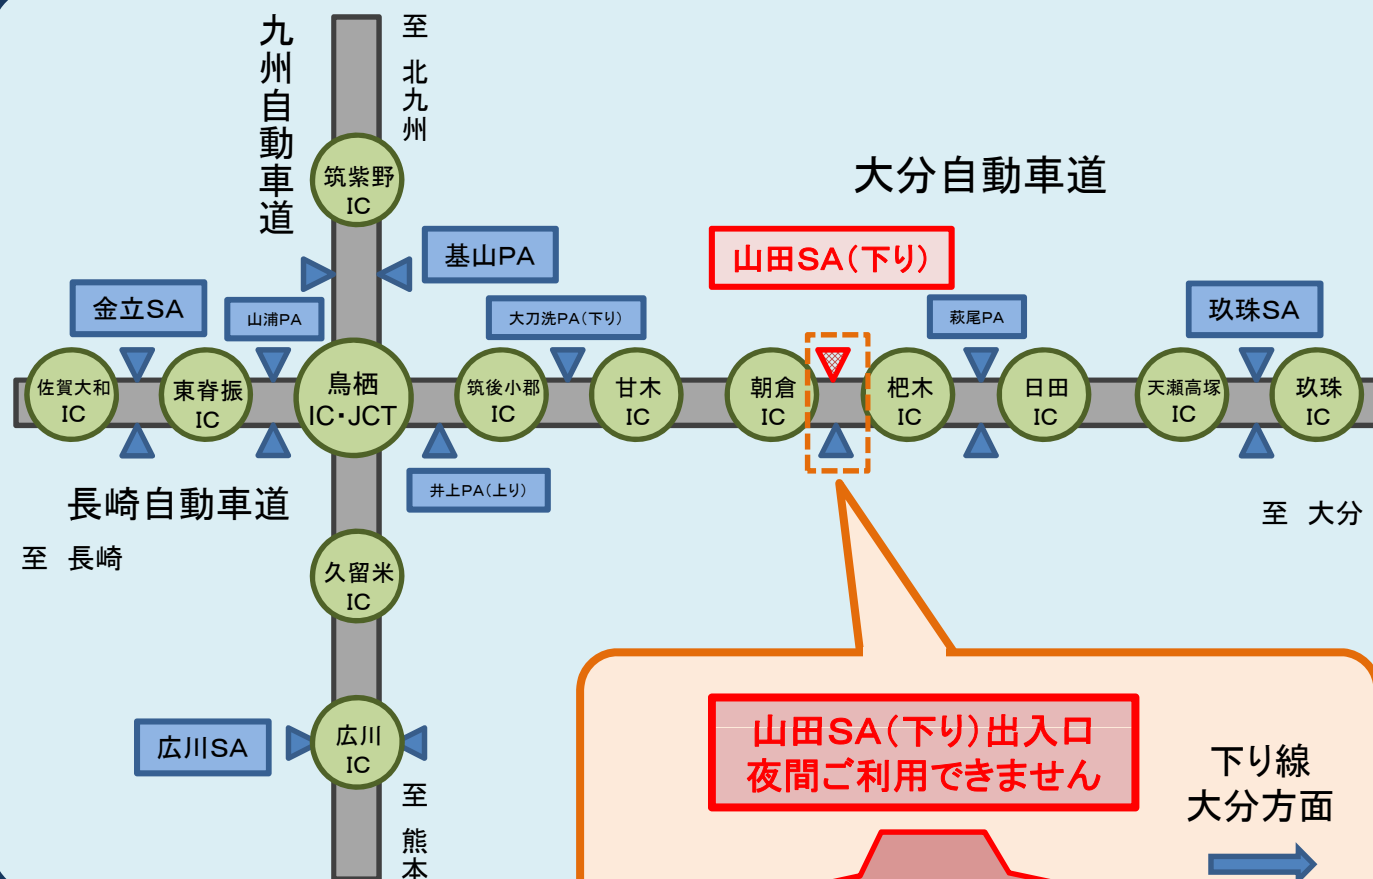 九州自動車道
至 北九州
筑紫野
IC
大分自動車道
基山PA
山田SA(下り)
金立SA
山浦PA
大刀洗PA(下り)
萩尾PA
玖珠SA
佐賀大和
IC
東脊振
IC
鳥栖
IC・JCT
筑後小郡
IC
甘木
IC
朝倉
IC
杷木
IC
日田
IC
天瀬高塚
IC
玖珠
IC
長崎自動車道
井上PA(上り)
至 大分
至 長崎
久留米
IC
広川SA
広川
IC
至 熊本
山田SA(下り)出入口
夜間ご利用できません
下り線
大分方面